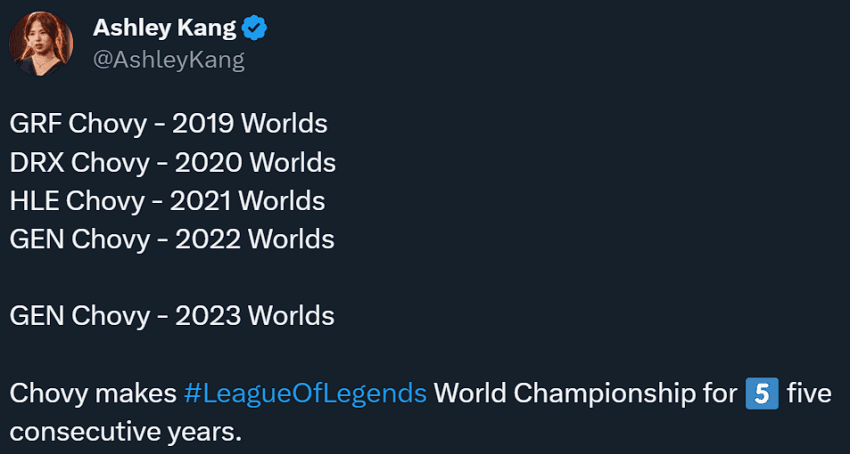 Ashley Kang
@AshleyKang
GRF Chovy - 2019 Worlds
DRX Chovy - 2020 Worlds
HLE Chovy - 2021 Worlds
GEN Chovy - 2022 Worlds
GEN Chovy - 2023 Worlds
Chovy makes #LeagueOfLegends World Championship for 5️⃣ five
consecutive years.